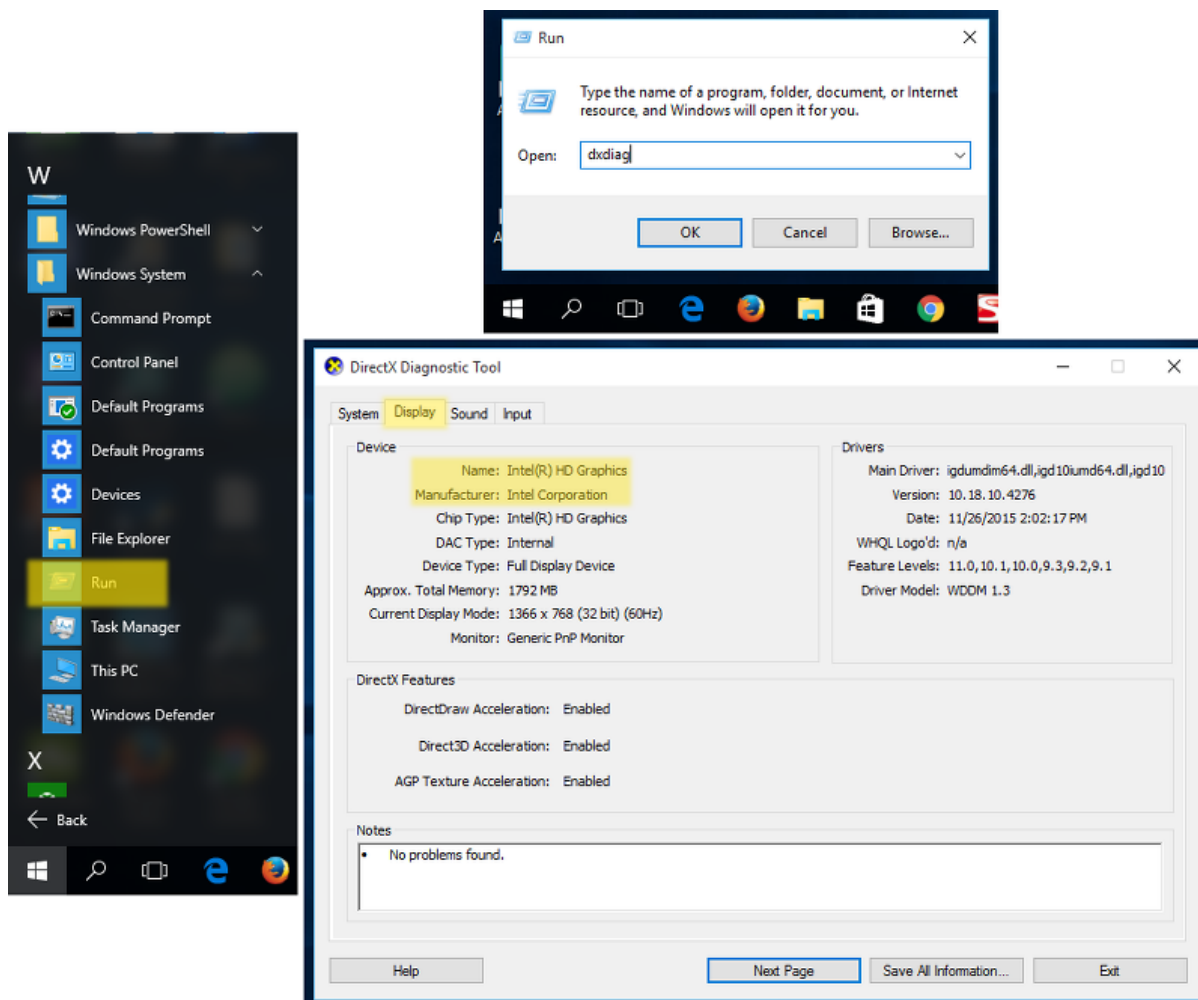 W
Windows PowerShell
Windows System
Command Prompt
Control Panel
Default Programs
Default Programs
Devices
File Explorer
Run
Task Manager
This PC
Windows Defender
X
Back
Run
Type the name of a program, folder, document, or Internet
resource, and Windows will open it for you.
Open: dxdiag
OK Cancel Browse...
DirectX Diagnostic Tool
System Display Sound Input
Device
Name: Intel(R) HD Graphics
Manufacturer: Intel Corporation
Chip Type: Intel(R) HD Graphics
DAC Type: Internal
Device Type: Full Display Device
Approx. Total Memory: 1792 MB
Current Display Mode: 1366 x 768 (32 bit) (60Hz)
Monitor: Generic PnP Monitor
Drivers
Main Driver: igdumdim64.dll,igd10iumd64.dll,igd10
Version: 10.18.10.4276
Date: 11/26/2015 2:02:17 PM
WHQL Logo'd: n/a
Feature Levels: 11.0,10.1,10.0,9.3,9.2,9.1
Driver Model: WDDM 1.3
DirectX Features
DirectDraw Acceleration: Enabled
Direct3D Acceleration: Enabled
AGP Texture Acceleration: Enabled
Notes
• No problems found.
Help Next Page Save All Information... Exit